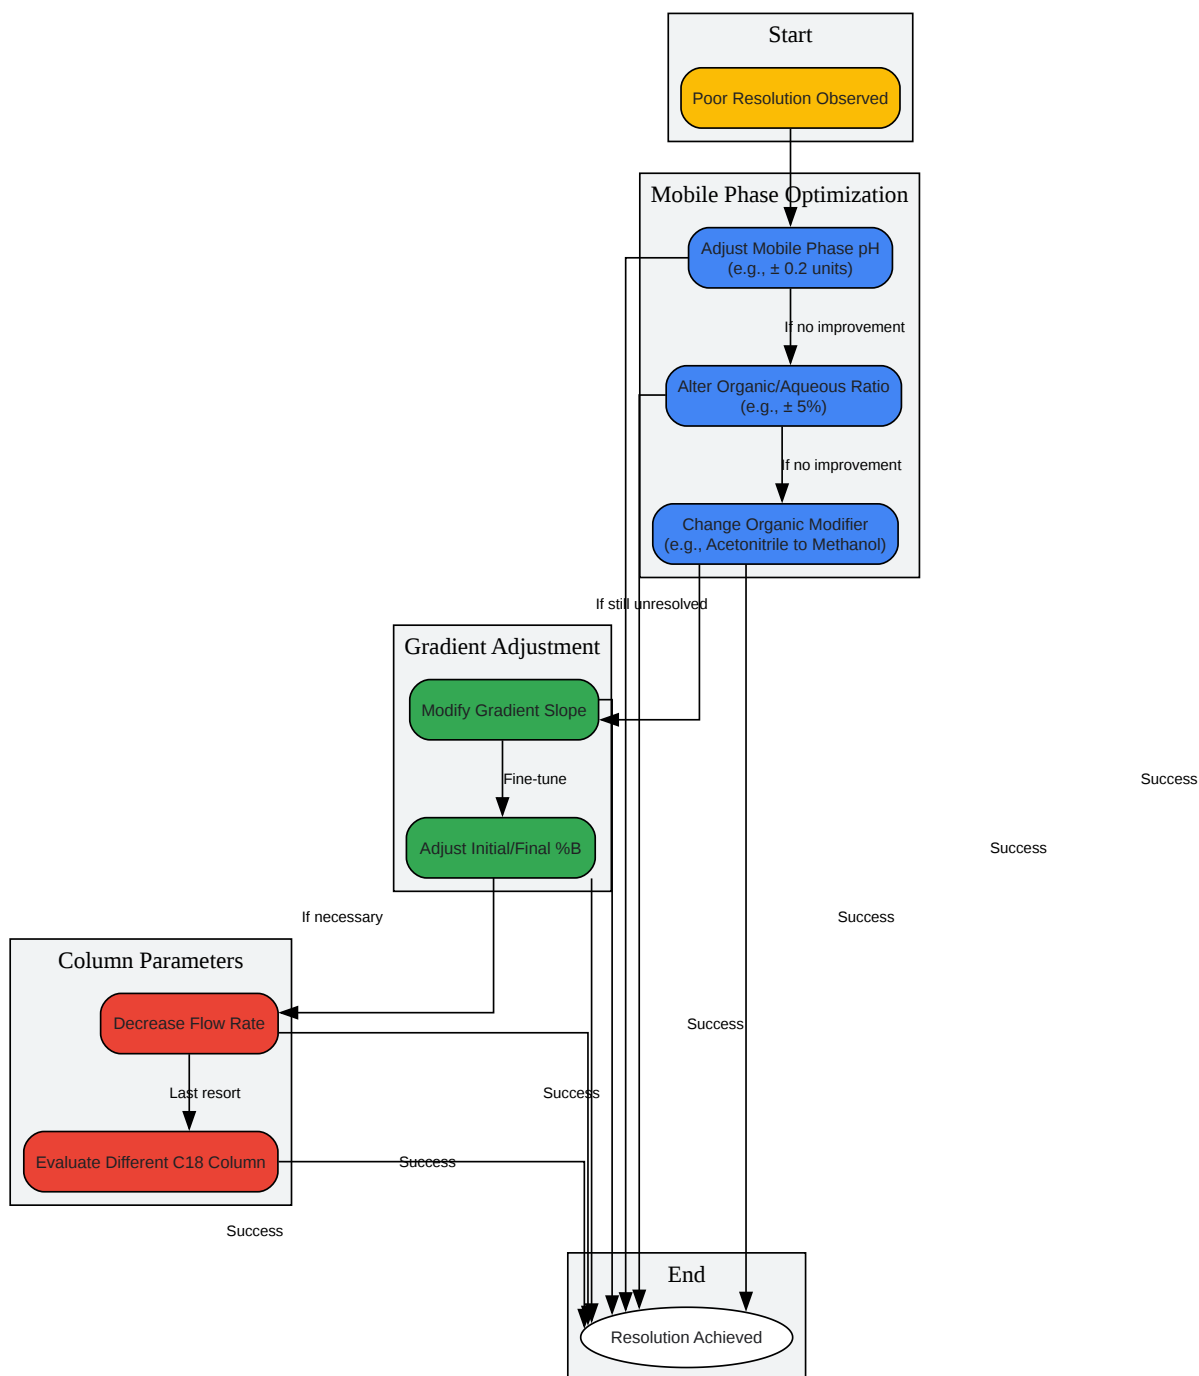 Start
Poor Resolution Observed
Mobile Phase Optimization
Adjust Mobile Phase pH
(e.g., ± 0.2 units)
If no improvement
Alter Organic/Aqueous Ratio
(e.g., ± 5%)
If no improvement
Change Organic Modifier
(e.g., Acetonitrile to Methanol)
If still unresolved
Gradient Adjustment
Modify Gradient Slope
Fine-tune
Success
Adjust Initial/Final %B
Success
If necessary
Success
Column Parameters
Decrease Flow Rate
Success
Last resort
Success
Evaluate Different C18 Column
Success
Success
End
Resolution Achieved